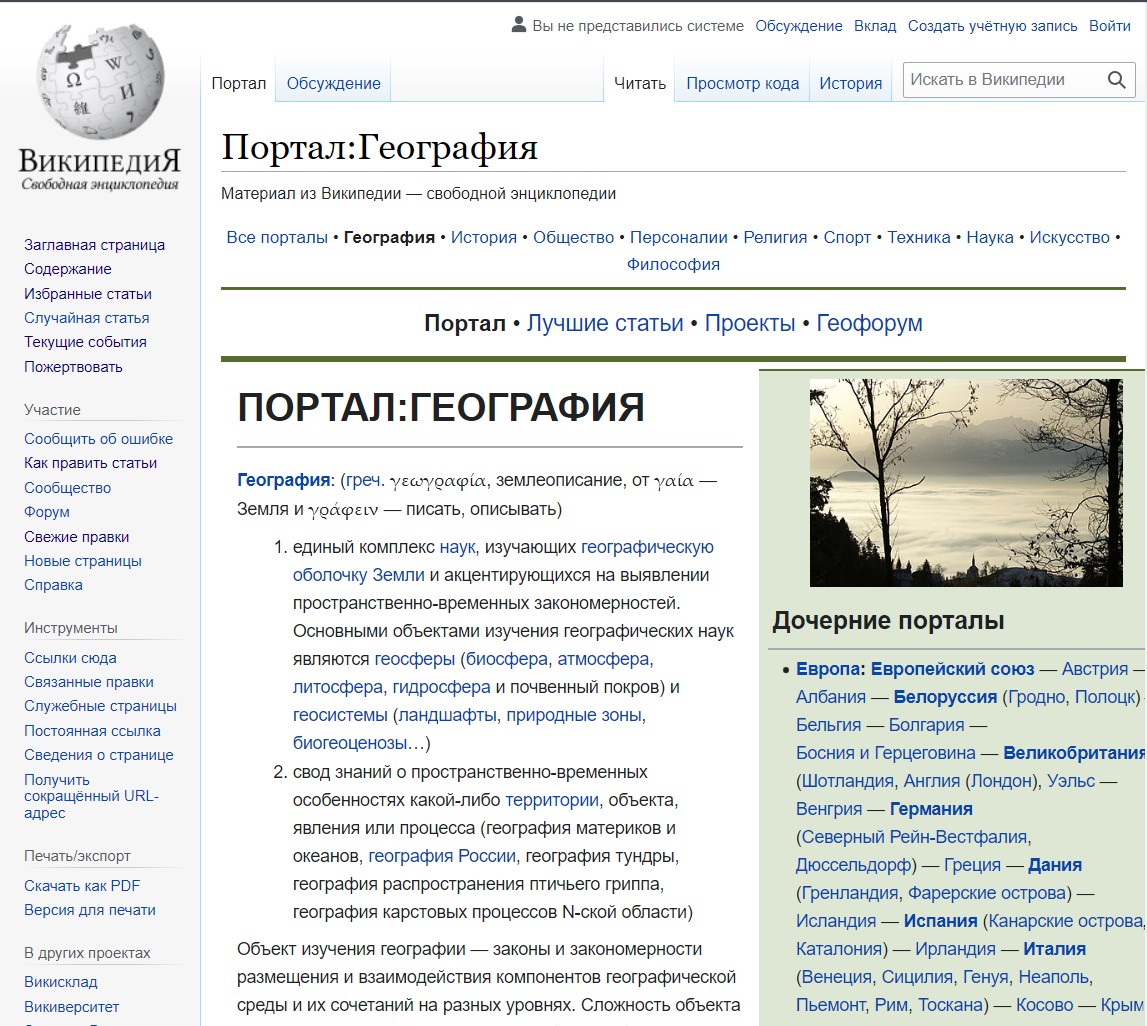 Вы не представились системе Обсуждение Вклад Создать учётную запись Войти
Портал Обсуждение Читать Просмотр кода История Искать в Википедии
Ω W И 維
ВикипедиЯ
Свободная энциклопедия
Заглавная страница
Содержание
Избранные статьи
Случайная статья
Текущие события
Пожертвовать
Участие
Сообщить об ошибке
Как править статьи
Сообщество
Форум
Свежие правки
Новые страницы
Справка
Инструменты
Ссылки сюда
Связанные правки
Служебные страницы
Постоянная ссылка
Сведения о странице
Получить
сокращённый URL-
адрес
Печать/экспорт
Скачать как PDF
Версия для печати
В других проектах
Викисклад
Викиверситет
Портал:География
Материал из Википедии — свободной энциклопедии
Все порталы • География • История • Общество • Персоналии • Религия • Спорт • Техника • Наука • Искусство •
Философия
Портал • Лучшие статьи • Проекты • Геофорум
ПОРТАЛ:ГЕОГРАФИЯ
География: (греч. γεωγραφία, землеописание, от γαία —
Земля и γράφειν — писать, описывать)
1. единый комплекс наук, изучающих географическую
оболочку Земли и акцентирующихся на выявлении
пространственно-временных закономерностей.
Основными объектами изучения географических наук
являются геосферы (биосфера, атмосфера,
литосфера, гидросфера и почвенный покров) и
геосистемы (ландшафты, природные зоны,
биогеоценозы…)
2. свод знаний о пространственно-временных
особенностях какой-либо территории, объекта,
явления или процесса (география материков и
океанов, география России, география тундры,
география распространения птичьего гриппа,
география карстовых процессов N-ской области)
Объект изучения географии — законы и закономерности
размещения и взаимодействия компонентов географической
среды и их сочетаний на разных уровнях. Сложность объекта
Дочерние порталы
• Европа: Европейский союз — Австрия —
Албания — Белоруссия (Гродно, Полоцк)
Бельгия — Болгария —
Босния и Герцеговина — Великобритания
(Шотландия, Англия (Лондон), Уэльс —
Венгрия — Германия
(Северный Рейн-Вестфалия,
Дюссельдорф) — Греция — Дания
(Гренландия, Фарерские острова) —
Исландия — Испания (Канарские острова,
Каталония) — Ирландия — Италия
(Венеция, Сицилия, Генуя, Неаполь,
Пьемонт, Рим, Тоскана) — Косово — Крым